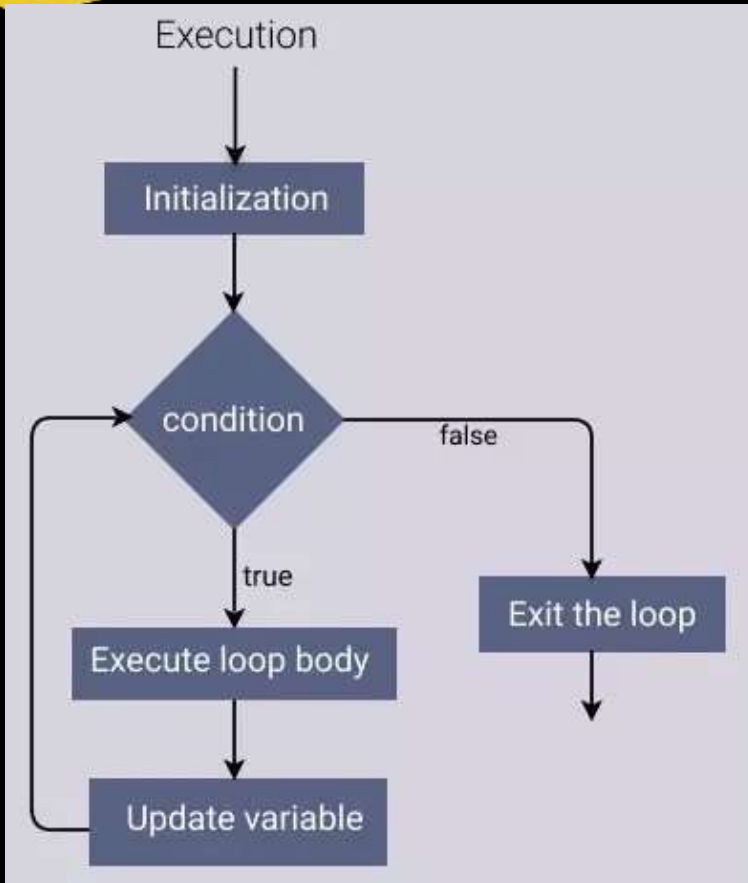 Execution
Initialization
condition
false
true
Exit the loop
Execute loop body
Update variable